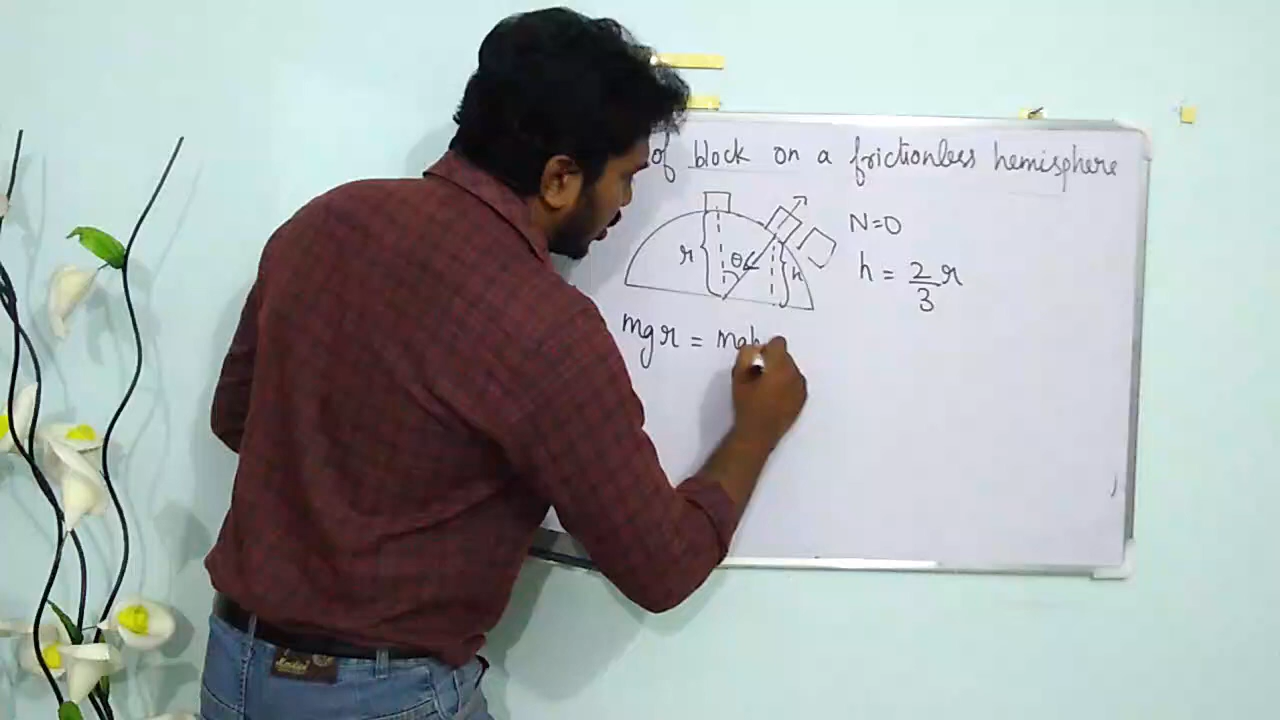 of block on a frictionless hemisphere
N=0
r θ h
h = 2/3 r
mgr = mgh